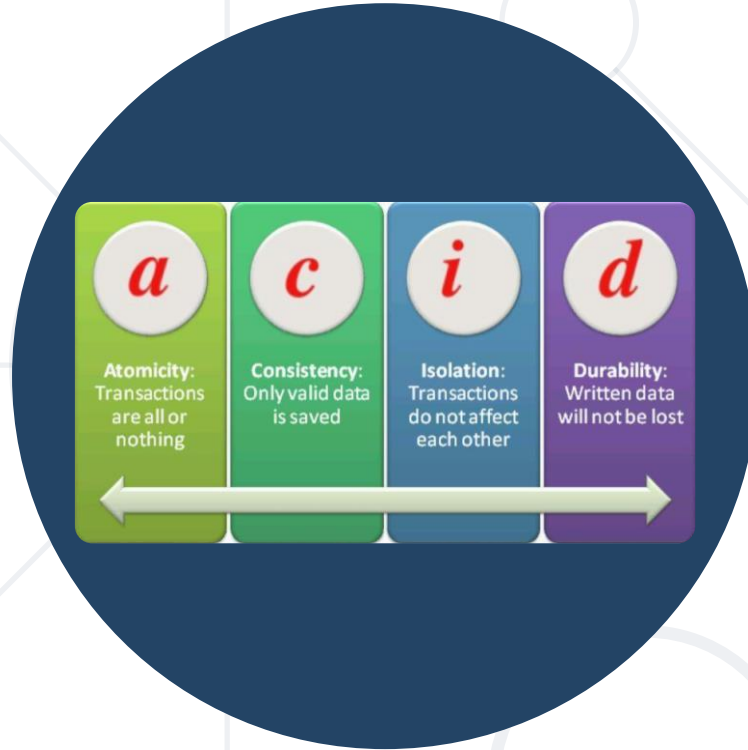 a
Atomicity:
Transactions
are all or
nothing
c
Consistency:
Only valid data
is saved
i
Isolation:
Transactions
do not affect
each other
d
Durability:
Written data
will not be lost